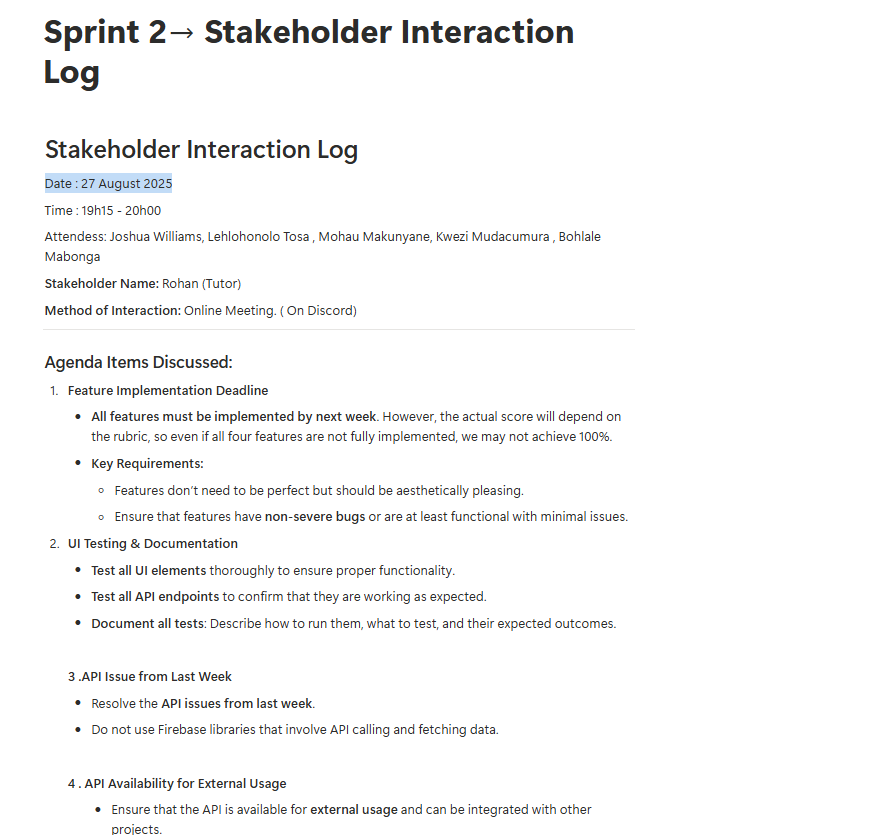 Sprint 2→ Stakeholder Interaction
Log
Stakeholder Interaction Log
Date : 27 August 2025
Time : 19h15 - 20h00
Attendess: Joshua Williams, Lehlohonolo Tosa , Mohau Makunyane, Kwezi Mudacumura , Bohlale
Mabonga
Stakeholder Name: Rohan (Tutor)
Method of Interaction: Online Meeting. ( On Discord)
Agenda Items Discussed:
1. Feature Implementation Deadline
• All features must be implemented by next week. However, the actual score will depend on
the rubric, so even if all four features are not fully implemented, we may not achieve 100%.
• Key Requirements:
◦ Features don't need to be perfect but should be aesthetically pleasing.
◦ Ensure that features have non-severe bugs or are at least functional with minimal issues.
2. UI Testing & Documentation
• Test all UI elements thoroughly to ensure proper functionality.
• Test all API endpoints to confirm that they are working as expected.
• Document all tests: Describe how to run them, what to test, and their expected outcomes.
3 .API Issue from Last Week
• Resolve the API issues from last week.
• Do not use Firebase libraries that involve API calling and fetching data.
4 . API Availability for External Usage
• Ensure that the API is available for external usage and can be integrated with other
projects.